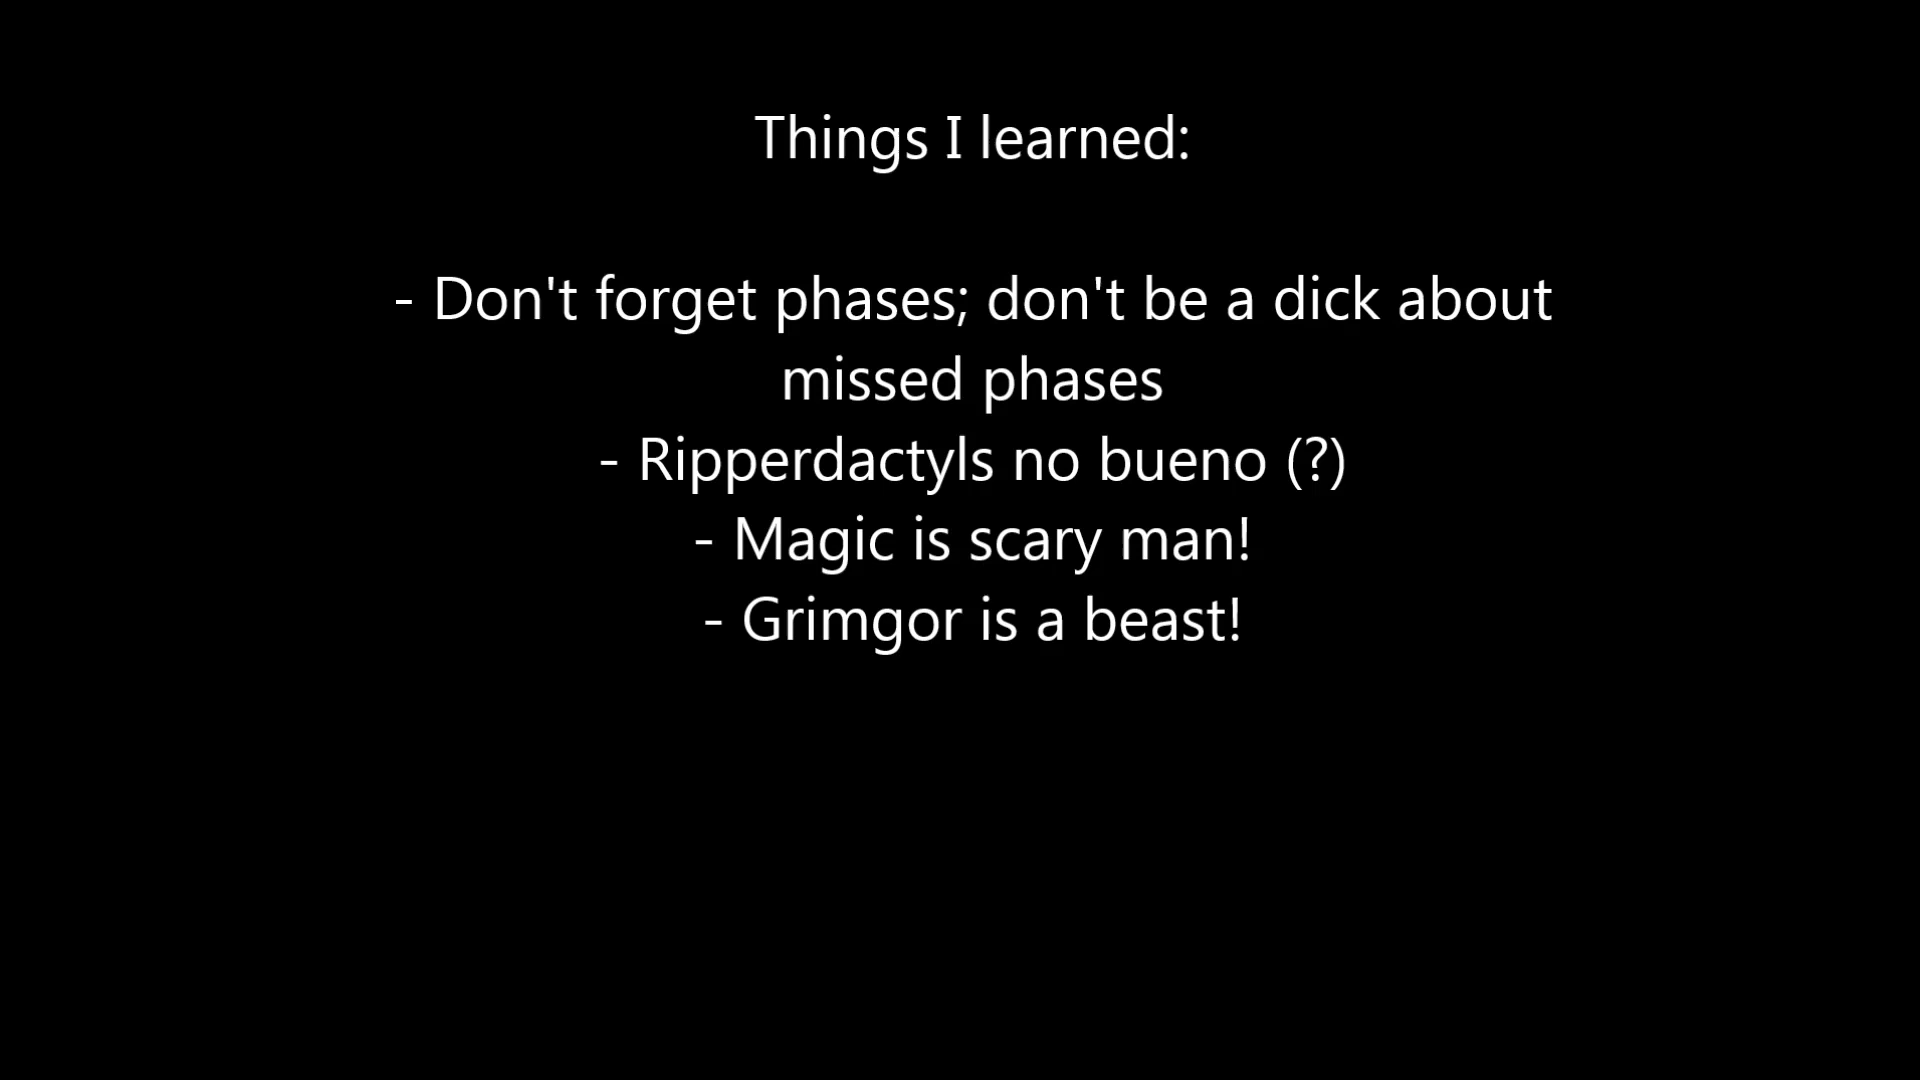 Things I learned:
- Don't forget phases; don't be a dick about
missed phases
- Ripperdactyls no bueno (?)
- Magic is scary man!
- Grimgor is a beast!